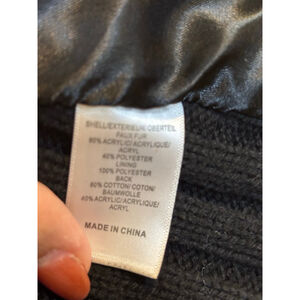 SHELL/EXTERIEUR/ OBERTEIL
FAUX FUR
60% ACRYLIC/ ACRYLIQUE/
ACRYL
40% POLYESTER
LINING
100% POLYESTER
BACK
60% COTTON/ COTON/
BAUMWOLLE
40% ACRYLIC/ ACRYLIQUE/
ACRYL
MADE IN CHINA